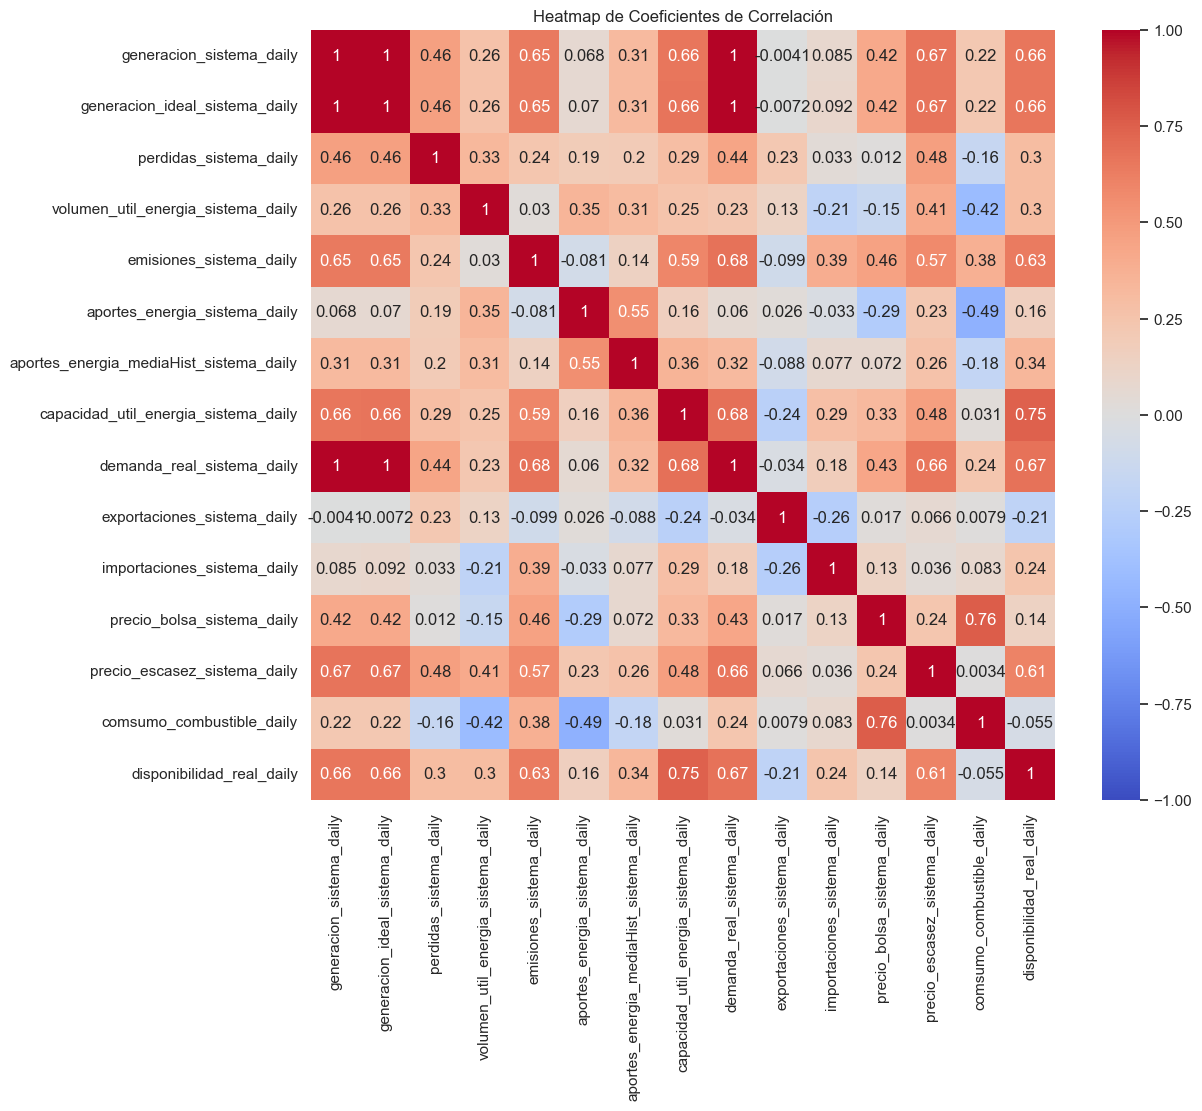 Heatmap de Coeficientes de Correlación
generacion_sistema_daily 1 1 0.46 0.26 0.65 0.068 0.31 0.66 1 -0.0041 0.085 0.42 0.67 0.22 0.66
generacion_ideal_sistema_daily 1 1 0.46 0.26 0.65 0.07 0.31 0.66 1 -0.0072 0.092 0.42 0.67 0.22 0.66
perdidas_sistema_daily 0.46 0.46 1 0.33 0.24 0.19 0.2 0.29 0.44 0.23 0.033 0.012 0.48 -0.16 0.3
volumen_util_energia_sistema_daily 0.26 0.26 0.33 1 0.03 0.35 0.31 0.25 0.23 0.13 -0.21 -0.15 0.41 -0.42 0.3
emisiones_sistema_daily 0.65 0.65 0.24 0.03 1 -0.081 0.14 0.59 0.68 -0.099 0.39 0.46 0.57 0.38 0.63
aportes_energia_sistema_daily 0.068 0.07 0.19 0.35 -0.081 1 0.55 0.16 0.06 0.026 -0.033 -0.29 0.23 -0.49 0.16
aportes_energia_mediaHist_sistema_daily 0.31 0.31 0.2 0.31 0.14 0.55 1 0.36 0.32 -0.088 0.077 0.072 0.26 -0.18 0.34
capacidad_util_energia_sistema_daily 0.66 0.66 0.29 0.25 0.59 0.16 0.36 1 0.68 -0.24 0.29 0.33 0.48 0.031 0.75
demanda_real_sistema_daily 1 1 0.44 0.23 0.68 0.06 0.32 0.68 1 -0.034 0.18 0.43 0.66 0.24 0.67
exportaciones_sistema_daily -0.0041 -0.0072 0.23 0.13 -0.099 0.026 -0.088 -0.24 -0.034 1 -0.26 0.017 0.066 0.0079 -0.21
importaciones_sistema_daily 0.085 0.092 0.033 -0.21 0.39 -0.033 0.077 0.29 0.18 -0.26 1 0.13 0.036 0.083 0.24
precio_bolsa_sistema_daily 0.42 0.42 0.012 -0.15 0.46 -0.29 0.072 0.33 0.43 0.017 0.13 1 0.24 0.76 0.14
precio_escasez_sistema_daily 0.67 0.67 0.48 0.41 0.57 0.23 0.26 0.48 0.66 0.066 0.036 0.24 1 0.0034 0.61
comsumo_combustible_daily 0.22 0.22 -0.16 -0.42 0.38 -0.49 -0.18 0.031 0.24 0.0079 0.083 0.76 0.0034 1 -0.055
disponibilidad_real_daily 0.66 0.66 0.3 0.3 0.63 0.16 0.34 0.75 0.67 -0.21 0.24 0.14 0.61 -0.055 1
generacion_sistema_daily
generacion_ideal_sistema_daily
perdidas_sistema_daily
volumen_util_energia_sistema_daily
emisiones_sistema_daily
aportes_energia_sistema_daily
aportes_energia_mediaHist_sistema_daily
capacidad_util_energia_sistema_daily
demanda_real_sistema_daily
exportaciones_sistema_daily
importaciones_sistema_daily
precio_bolsa_sistema_daily
precio_escasez_sistema_daily
comsumo_combustible_daily
disponibilidad_real_daily
1.00
0.75
0.50
0.25
0.00
−0.25
−0.50
−0.75
−1.00